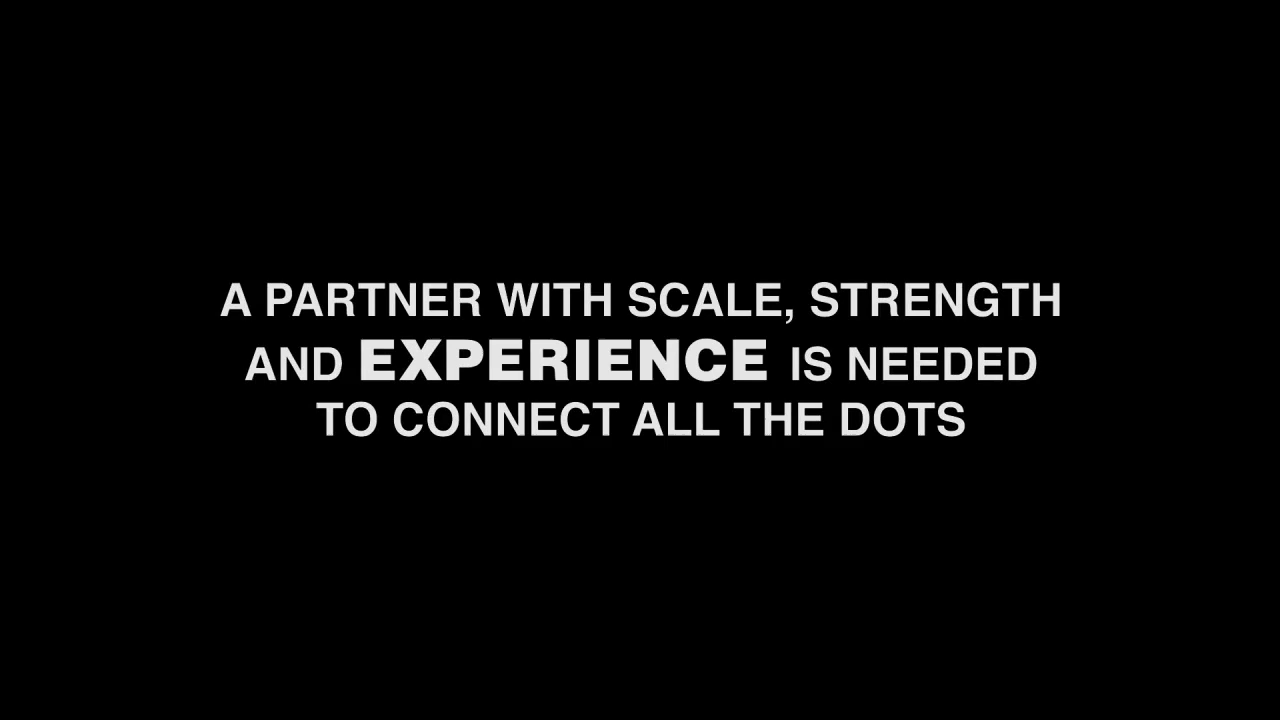 A PARTNER WITH SCALE, STRENGTH
AND EXPERIENCE IS NEEDED
TO CONNECT ALL THE DOTS